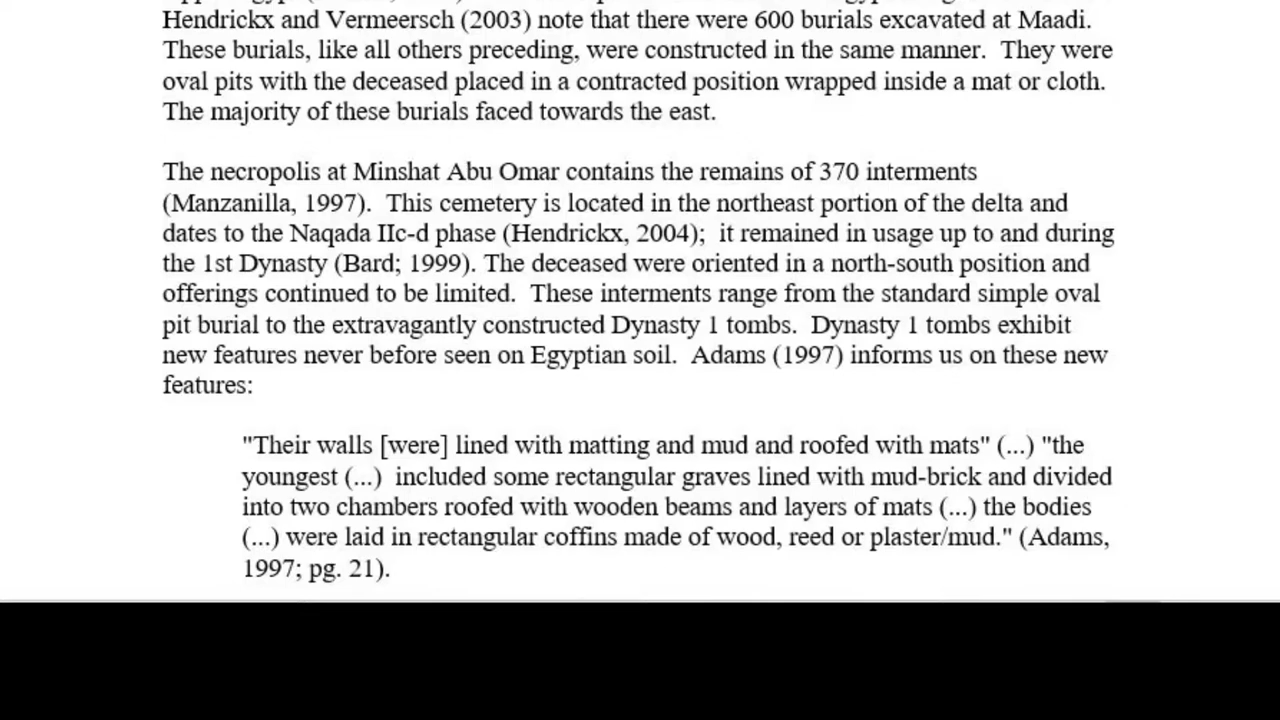 Hendrickx and Vermeersch (2003) note that there were 600 burials excavated at Maadi.
These burials, like all others preceding, were constructed in the same manner.  They were
oval pits with the deceased placed in a contracted position wrapped inside a mat or cloth.
The majority of these burials faced towards the east.
The necropolis at Minshat Abu Omar contains the remains of 370 interments
(Manzanilla, 1997).  This cemetery is located in the northeast portion of the delta and
dates to the Naqada IIc-d phase (Hendrickx, 2004);  it remained in usage up to and during
the 1st Dynasty (Bard; 1999). The deceased were oriented in a north-south position and
offerings continued to be limited.  These interments range from the standard simple oval
pit burial to the extravagantly constructed Dynasty 1 tombs.  Dynasty 1 tombs exhibit
new features never before seen on Egyptian soil.  Adams (1997) informs us on these new
features:
"Their walls [were] lined with matting and mud and roofed with mats" (...) "the
youngest (...)  included some rectangular graves lined with mud-brick and divided
into two chambers roofed with wooden beams and layers of mats (...) the bodies
(...) were laid in rectangular coffins made of wood, reed or plaster/mud." (Adams,
1997; pg. 21).